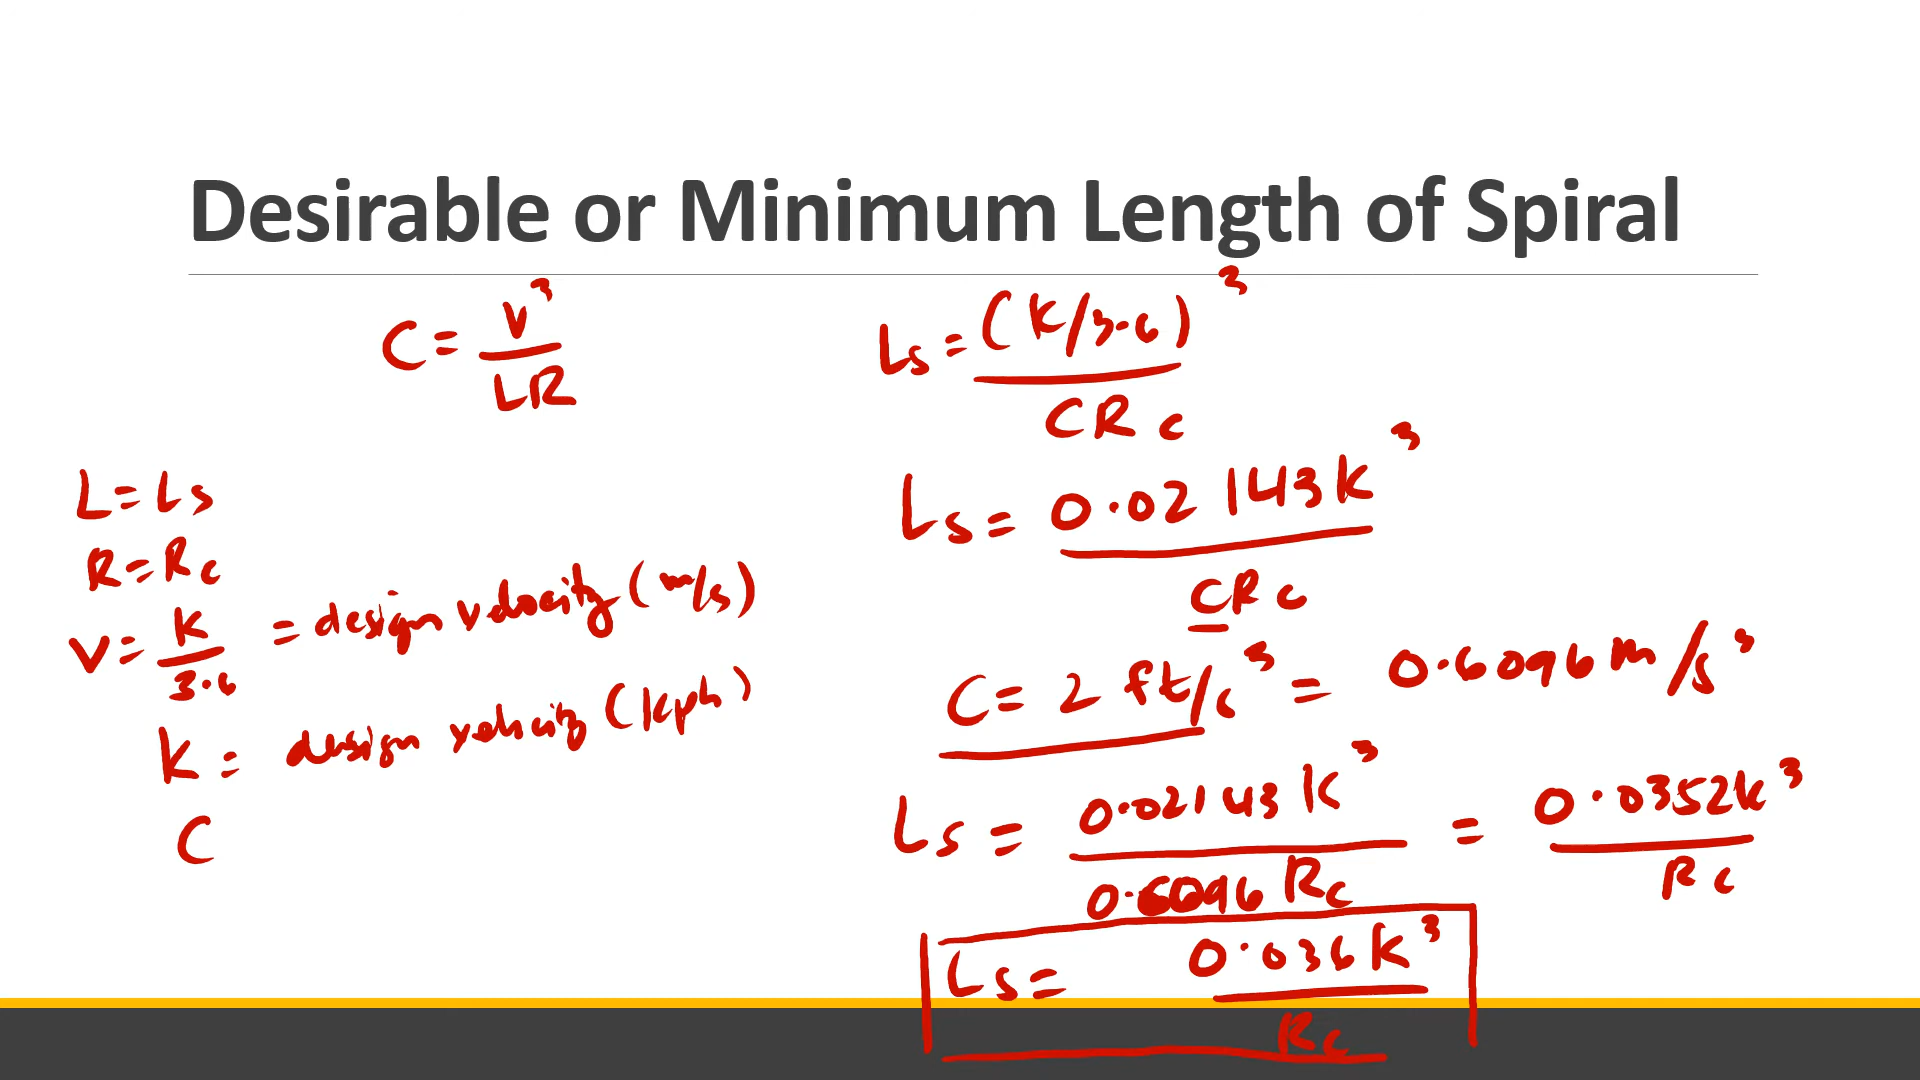 Desirable or Minimum Length of Spiral
C = V³ / LR
L = Ls
R = Rc
V = K / 3.6 = design velocity (m/s)
K = design velocity (kph)
C
Ls = (K/3.6)³ / CRc
Ls = 0.02143K³ / CRc
C = 2 ft/s³ = 0.6096 m/s³
Ls = 0.02143K³ / 0.6096 Rc = 0.0352K³ / Rc
Ls = 0.036K³ / Rc